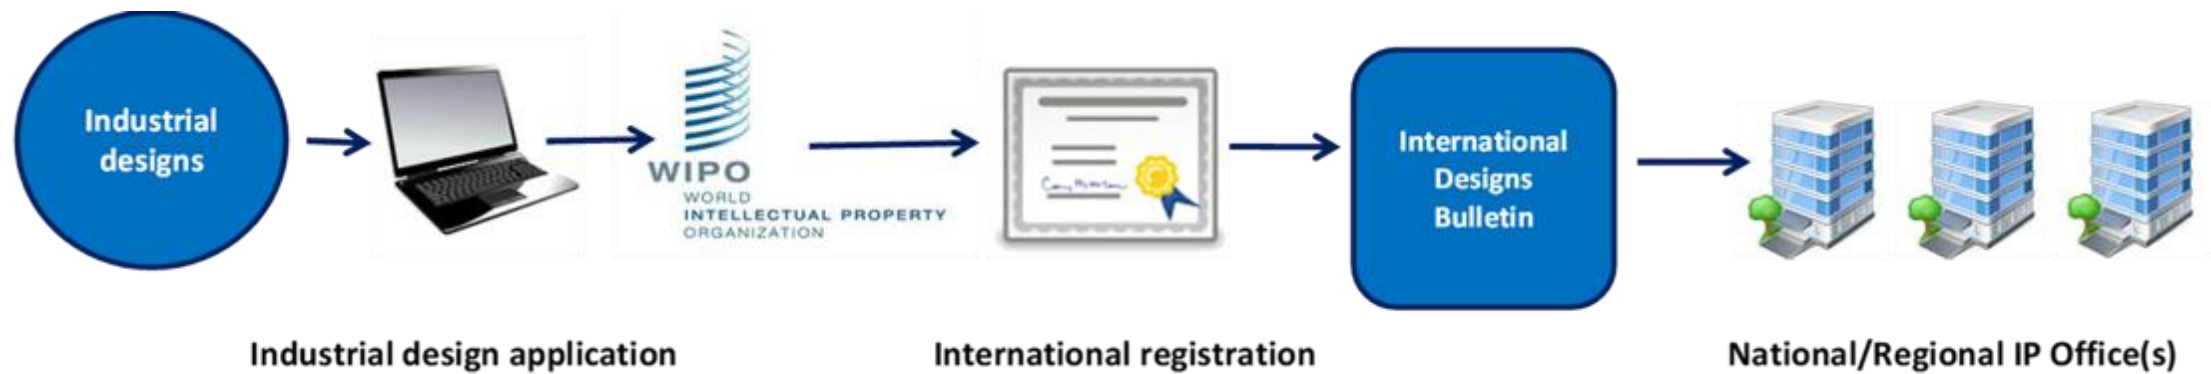 Industrial
designs
WIPO
WORLD
INTELLECTUAL PROPERTY
ORGANIZATION
International
Designs
Bulletin
Industrial design application
International registration
National/Regional IP Office(s)